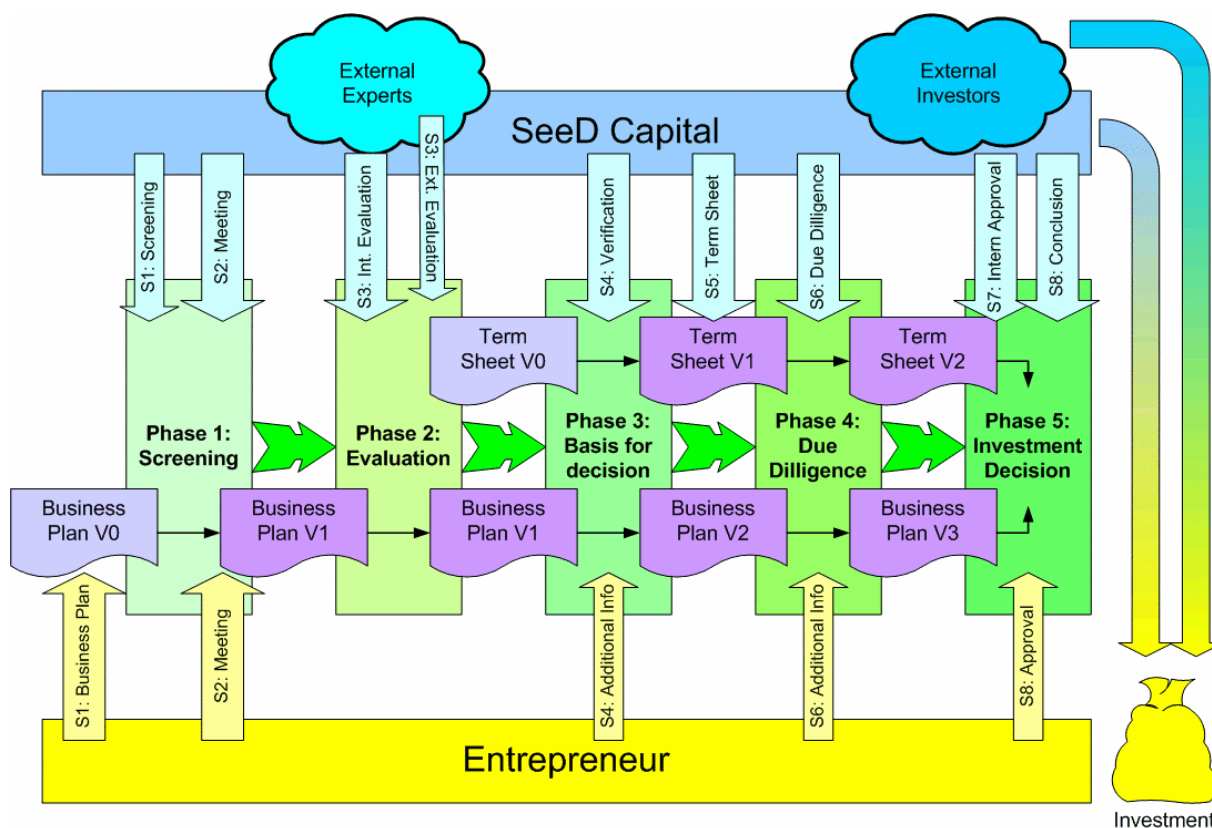 External
Experts
External
Investors
SeeD Capital
S1: Screening
S2: Meeting
S3: Int. Evaluation
S3: Ext. Evaluation
S4: Verification
S5: Term Sheet
S6: Due Dilligence
S7: Intern Approval
S8: Conclusion
Term
Sheet V0
Term
Sheet V1
Term
Sheet V2
Phase 1:
Screening
Phase 2:
Evaluation
Phase 3:
Basis for
decision
Phase 4:
Due
Dilligence
Phase 5:
Investment
Decision
Business
Plan V0
Business
Plan V1
Business
Plan V1
Business
Plan V2
Business
Plan V3
S1: Business Plan
S2: Meeting
S4: Additional Info
S6: Additional Info
S8: Approval
Entrepreneur
Investment